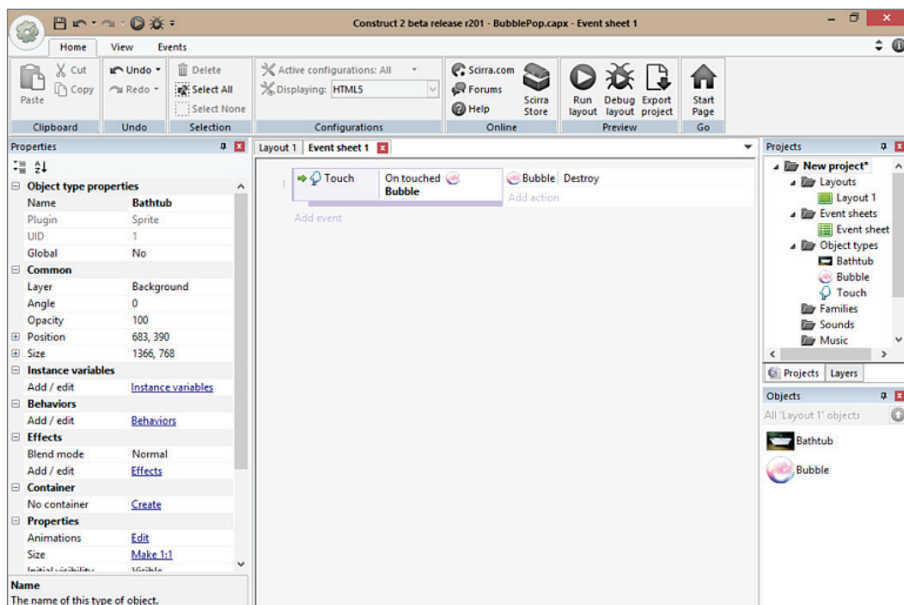 Construct 2 beta release r201 - BubblePop.capx - Event sheet 1
Home View Events
Paste
Cut
Copy
Clipboard
Undo
Redo
Undo
Delete
Select All
Select None
Selection
Active configurations: All
Displaying: HTML5
Configurations
Scirra.com
Forums
Help
Scirra
Store
Online
Run
layout
Debug
layout
Export
project
Preview
Start
Page
Go
Properties
Object type properties
Name Bathtub
Plugin Sprite
UID 1
Global No
Common
Layer Background
Angle 0
Opacity 100
Position 683, 390
Size 1366, 768
Instance variables
Add / edit Instance variables
Behaviors
Add / edit Behaviors
Effects
Blend mode Normal
Add / edit Effects
Container
No container Create
Properties
Animations Edit
Size Make 1:1
Initial visibility Visible
Name
The name of this type of object.
Layout 1 Event sheet 1
1 Touch On touched Bubble Destroy
Bubble Add action
Add event
Projects
New project*
Layouts
Layout 1
Event sheets
Event sheet
Object types
Bathtub
Bubble
Touch
Families
Sounds
Music
Projects Layers
Objects
All 'Layout 1' objects
Bathtub
Bubble